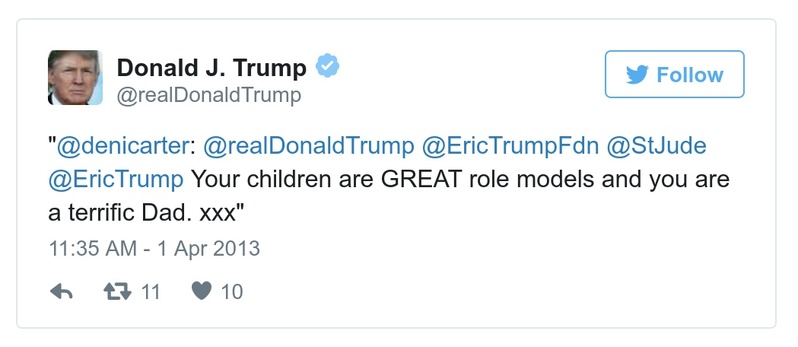 Donald J. Trump
@realDonaldTrump
Follow
"@denicarter: @realDonaldTrump @EricTrumpFdn @StJude
@EricTrump Your children are GREAT role models and you are
a terrific Dad. xxx"
11:35 AM - 1 Apr 2013
11 10